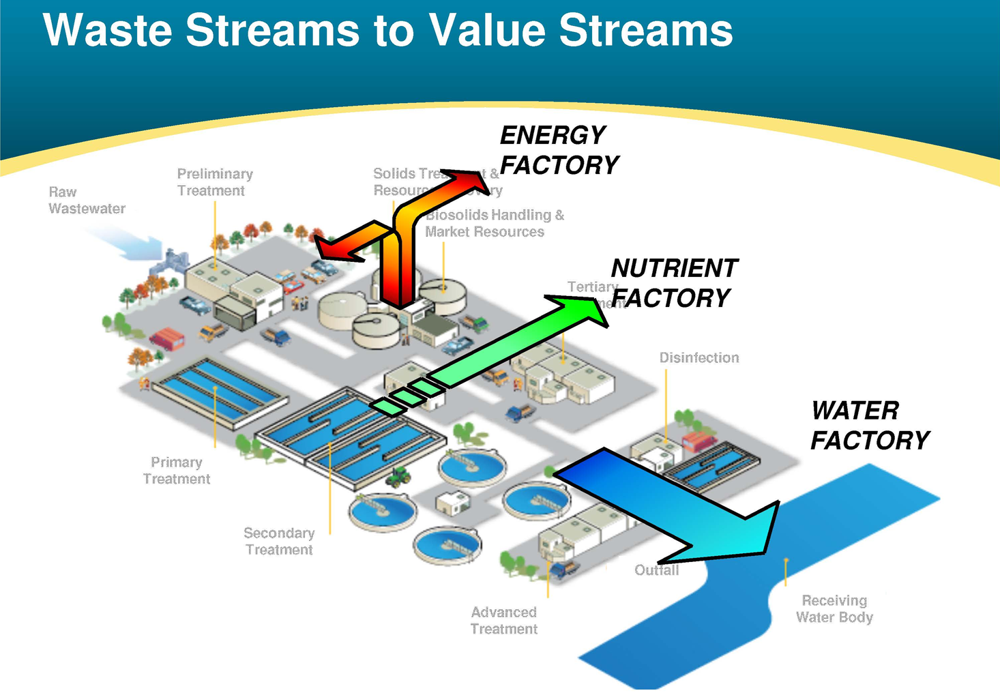 Waste Streams to Value Streams
ENERGY
FACTORY
Preliminary
Treatment
Solids &
Raw
Wastewater
Biosolids Handling &
Market Resources
NUTRIENT
FACTORY
Tertiary
Disinfection
WATER
FACTORY
Primary
Treatment
Secondary
Treatment
Outfall
Receiving
Water Body
Advanced
Treatment